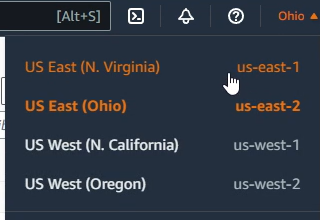 [Alt+S] Ohio
US East (N. Virginia) us-east-1
US East (Ohio) us-east-2
US West (N. California) us-west-1
US West (Oregon) us-west-2